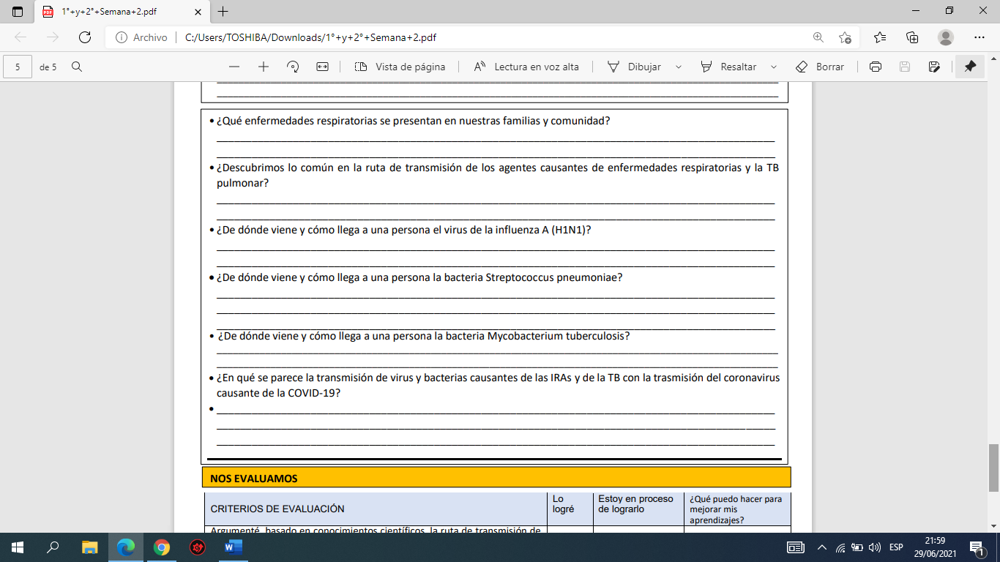 1°+y+2°+Semana+2.pdf
Archivo
C:/Users/TOSHIBA/Downloads/1°+y+2°+Semana+2.pdf
5
de 5
Vista de página
Lectura en voz alta
Dibujar
Resaltar
Borrar
• ¿Qué enfermedades respiratorias se presentan en nuestras familias y comunidad?
• ¿Descubrimos lo común en la ruta de transmisión de los agentes causantes de enfermedades respiratorias y la TB
pulmonar?
• ¿De dónde viene y cómo llega a una persona el virus de la influenza A (H1N1)?
• ¿De dónde viene y cómo llega a una persona la bacteria Streptococcus pneumoniae?
• ¿De dónde viene y cómo llega a una persona la bacteria Mycobacterium tuberculosis?
• ¿En qué se parece la transmisión de virus y bacterias causantes de las IRAs y de la TB con la trasmisión del coronavirus
causante de la COVID-19?
NOS EVALUAMOS
CRITERIOS DE EVALUACIÓN
Lo
logré
Estoy en proceso
de lograrlo
¿Qué puedo hacer para
mejorar mis
aprendizajes?
Argumenté, basado en conocimientos científicos, la ruta de transmisión de
ESP
21:59
29/06/2021
1